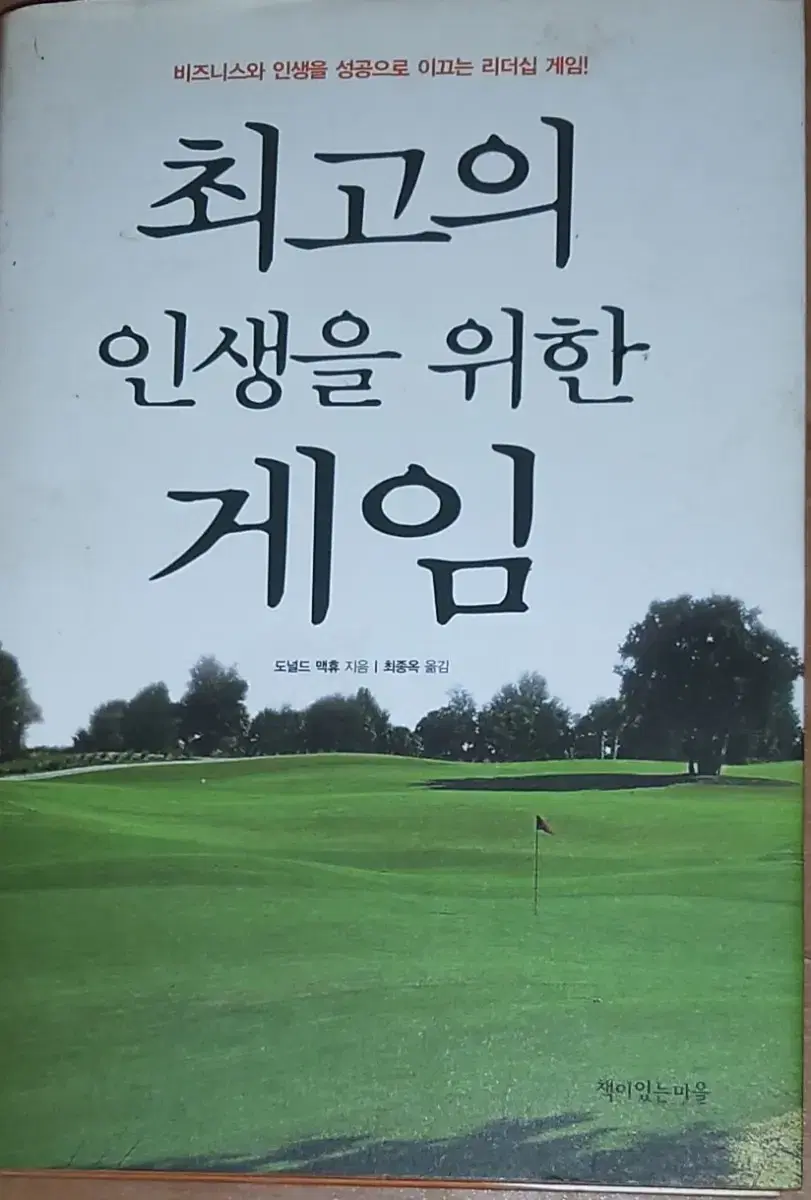 비즈니스와 인생을 성공으로 이끄는 리더십 게임!
최고의
인생을 위한
게임
도널드 맥휴 지음 | 최중옥 옮김
책이있는마을